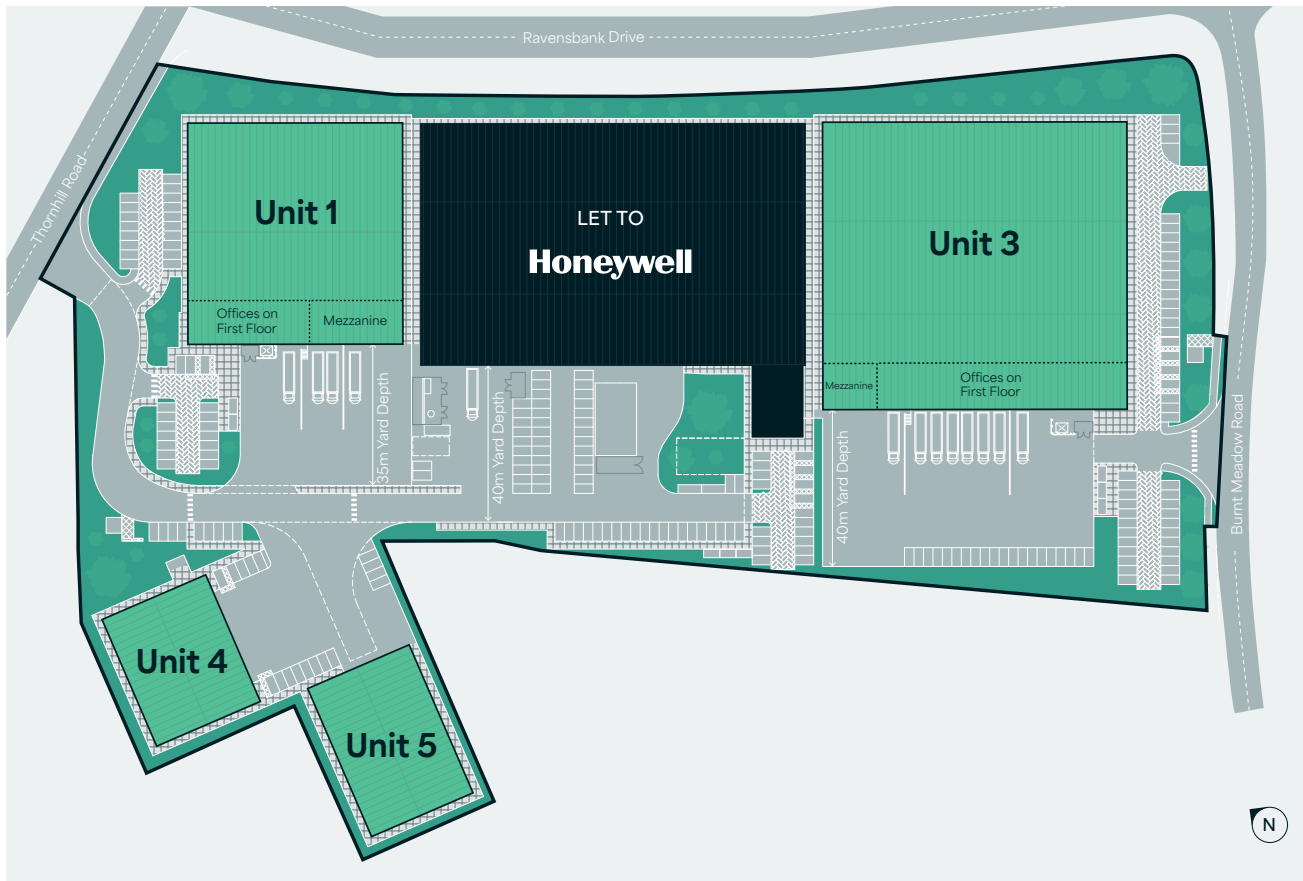 Ravensbank Drive
Thornhill Road
Unit 1
LET TO
Honeywell
Unit 3
Offices on
First Floor
Mezzanine
Mezzanine
Offices on
First Floor
35m Yard Depth
40m Yard Depth
40m Yard Depth
Burnt Meadow Road
Unit 4
Unit 5
N